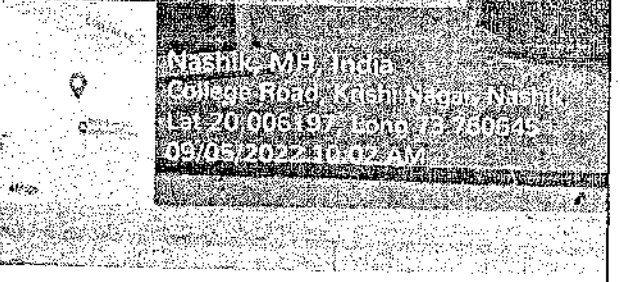 Nashik, MH, India
College Road, Krishi Nagar, Nashik,
Lat 20.006197, Long 73.760645
09/06/2022 10:02 AM